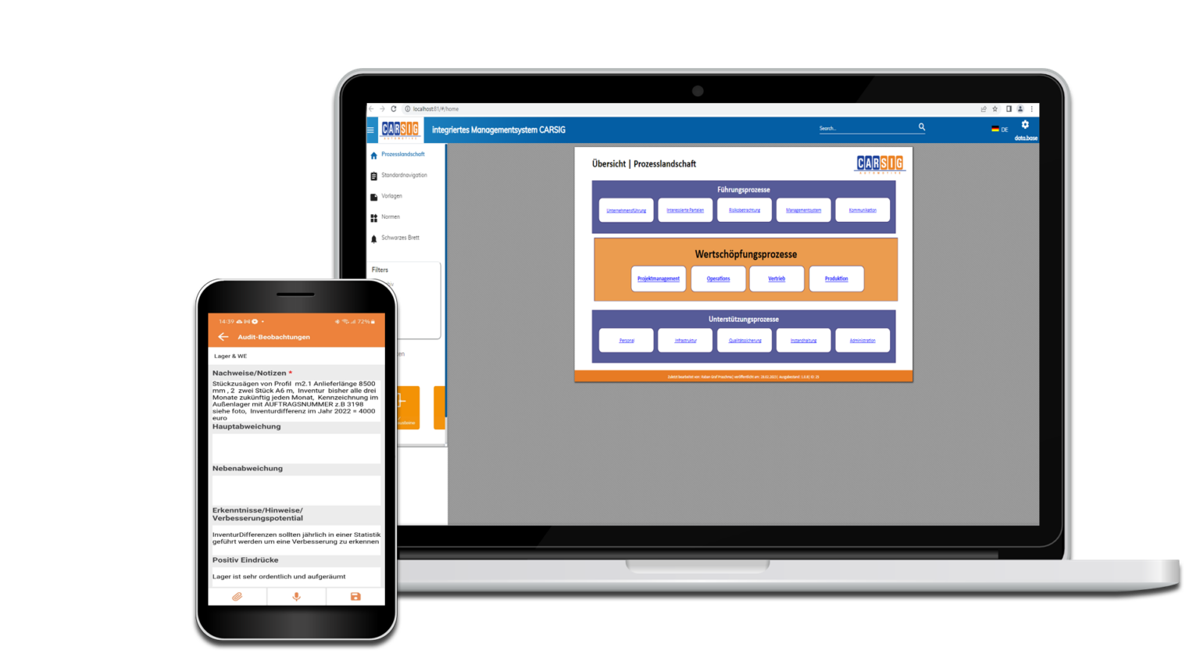 localhost:85/#/home
CARSIG
integriertes Managementsystem CARSIG
Search...
DE
data.base
Prozesslandschaft
Standardnavigation
Vorlagen
Normen
Schwarzes Brett
Filters
Übersicht | Prozesslandschaft
CARSIG
Führungsprozesse
Unternehmensführung Interessierte Parteien Risikobetrachtung Managementsystem Kommunikation
Wertschöpfungsprozesse
Projektmanagement Operations Vertrieb Produktion
Unterstützungsprozesse
Personal Infrastruktur Qualitätssicherung Instandhaltung Administration
14:39 72%
Audit-Beobachtungen
Lager & WE
Nachweise/Notizen *
Stückzusägen von Profil m2.1 Anlieferlänge 8500
mm , 2 zwei Stück A6 m, Inventur bisher alle drei
Monate zukünftig jeden Monat, Kennzeichnung im
Außenlager mit AUFTRAGSNUMMER z.B 3198
siehe foto, Inventurdifferenz im Jahr 2022 = 4000
euro
Hauptabweichung
Nebenabweichung
Erkenntnisse/Hinweise/
Verbesserungspotential
InventurDifferenzen sollten jährlich in einer Statistik
geführt werden um eine Verbesserung zu erkennen
Positiv Eindrücke
Lager ist sehr ordentlich und aufgeräumt